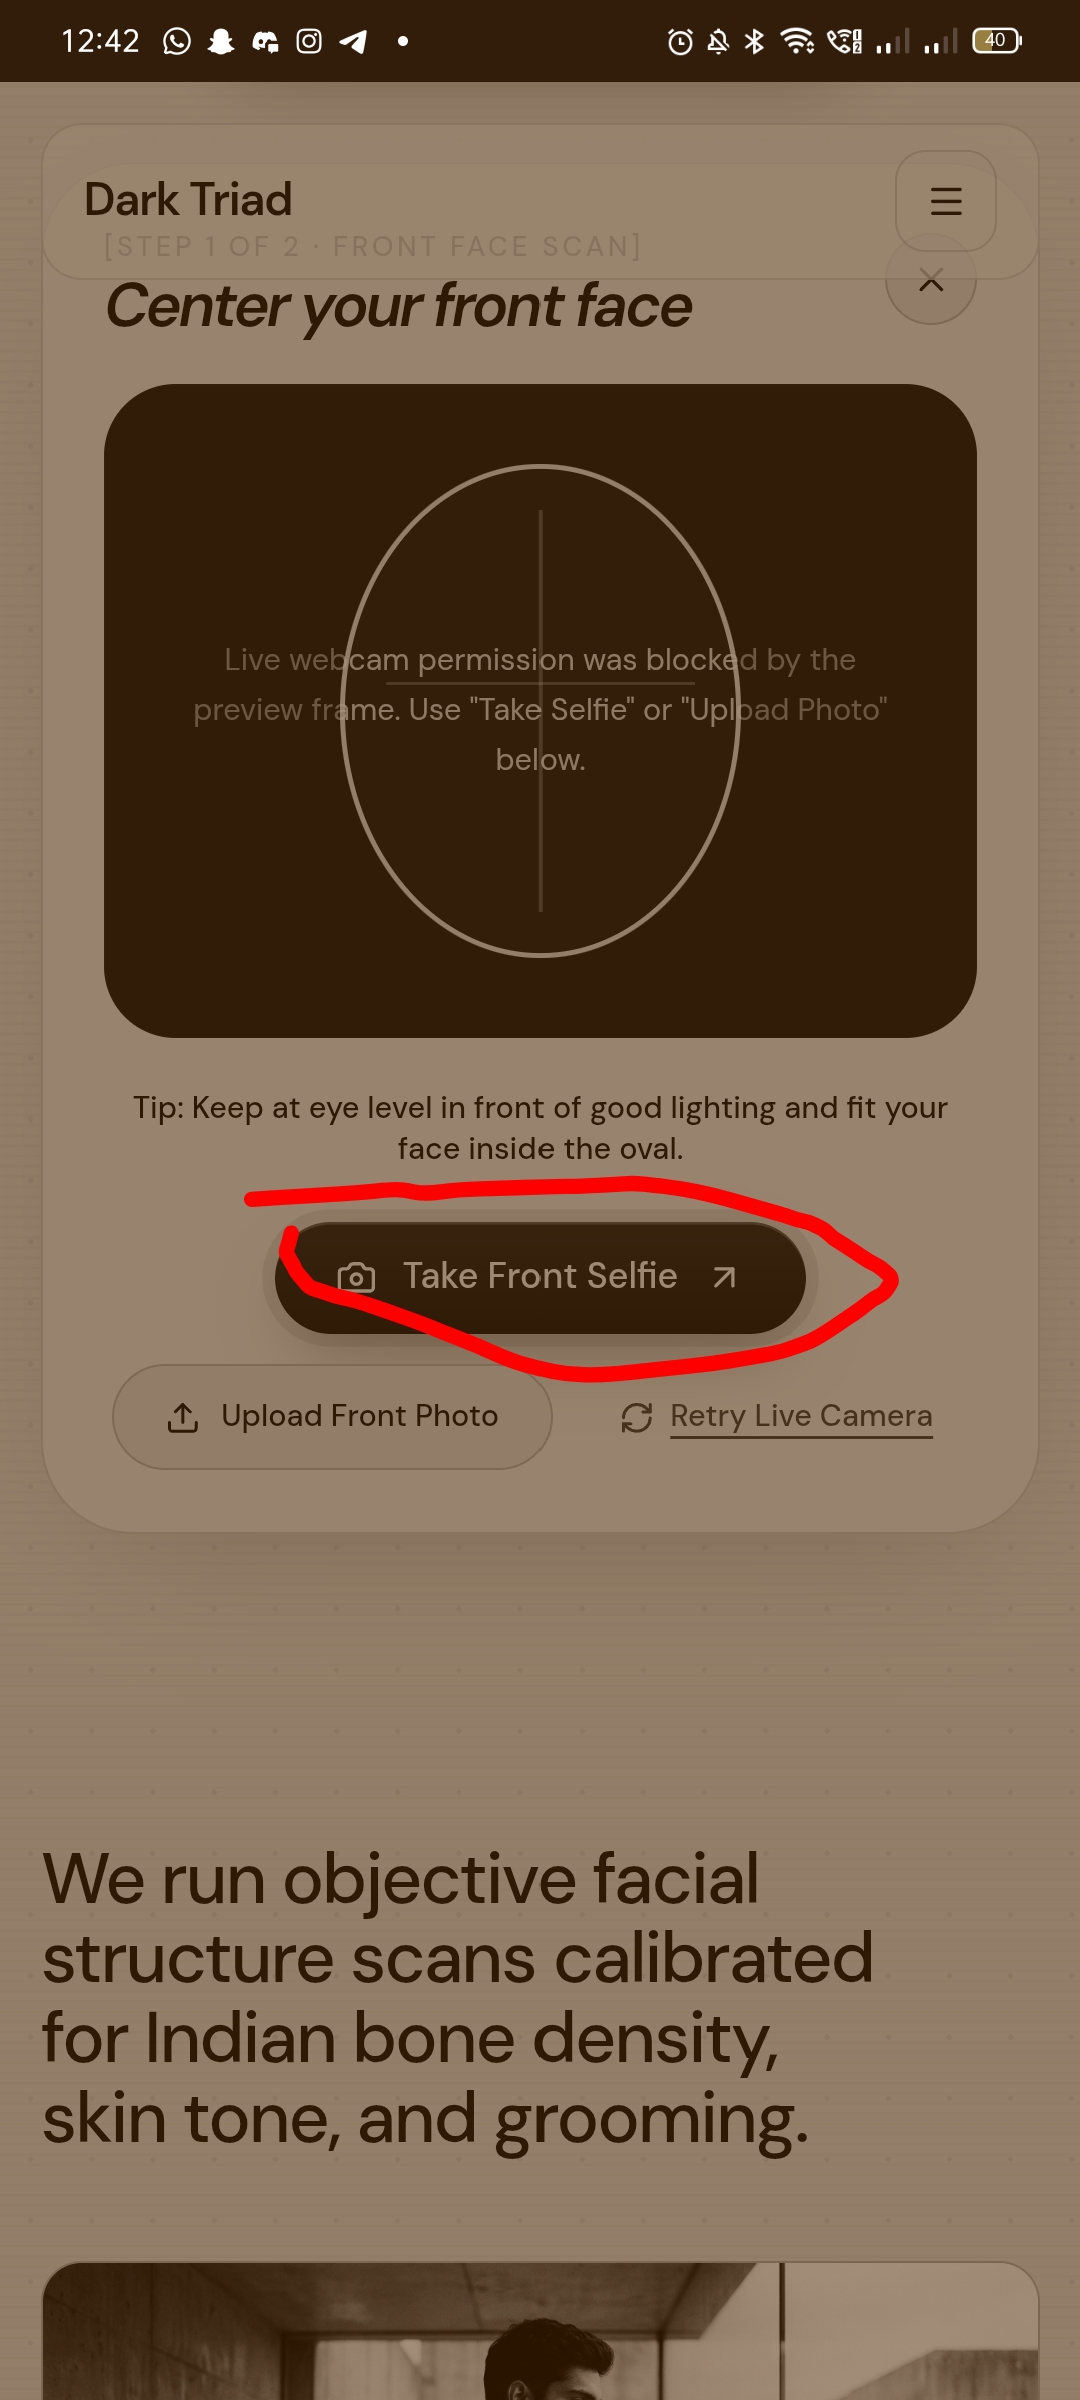 12:42
40
Dark Triad
[STEP 1 OF 2 · FRONT FACE SCAN]
Center your front face
Live webcam permission was blocked by the
preview frame. Use "Take Selfie" or "Upload Photo"
below.
Tip: Keep at eye level in front of good lighting and fit your
face inside the oval.
Take Front Selfie
Upload Front Photo
Retry Live Camera
We run objective facial
structure scans calibrated
for Indian bone density,
skin tone, and grooming.